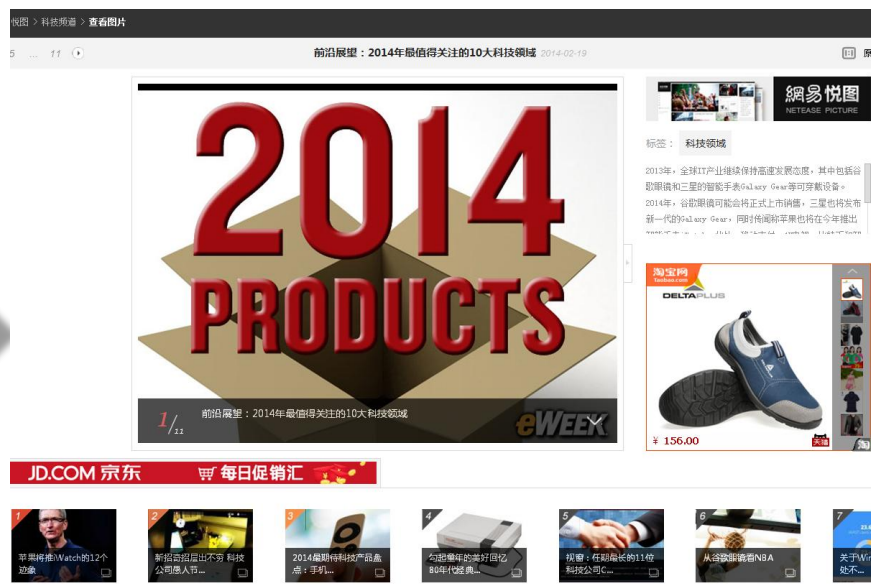 悦图 > 科技频道 > 查看图片
5 ... 11
前沿展望：2014年最值得关注的10大科技领域 2014-02-19
2014
PRODUCTS
1/11
前沿展望：2014年最值得关注的10大科技领域
eWEEK
網易悦图
NETEASE PICTURE
标签： 科技领域
2013年，全球IT产业继续保持高速发展态度，其中包括谷
歌眼镜和三星的智能手表Galaxy Gear等可穿戴设备。
2014年，谷歌眼镜可能会将正式上市销售，三星也将发布
新一代的Galaxy Gear，同时传闻称苹果也将在今年推出
淘宝网
Taobao.com
DELTAPLUS
¥ 156.00
天猫
淘
JD.COM 京东 每日促销汇
1
苹果将推iWatch的12个
迹象
2
新招奇招层出不穷 科技
公司愚人节...
3
2014最期待科技产品盘
点：手机...
4
勾起童年的美好回忆
80年代经典...
5
视窗：任期最长的11位
科技公司C...
6
从谷歌眼镜看NBA
7
关于Win
处不...